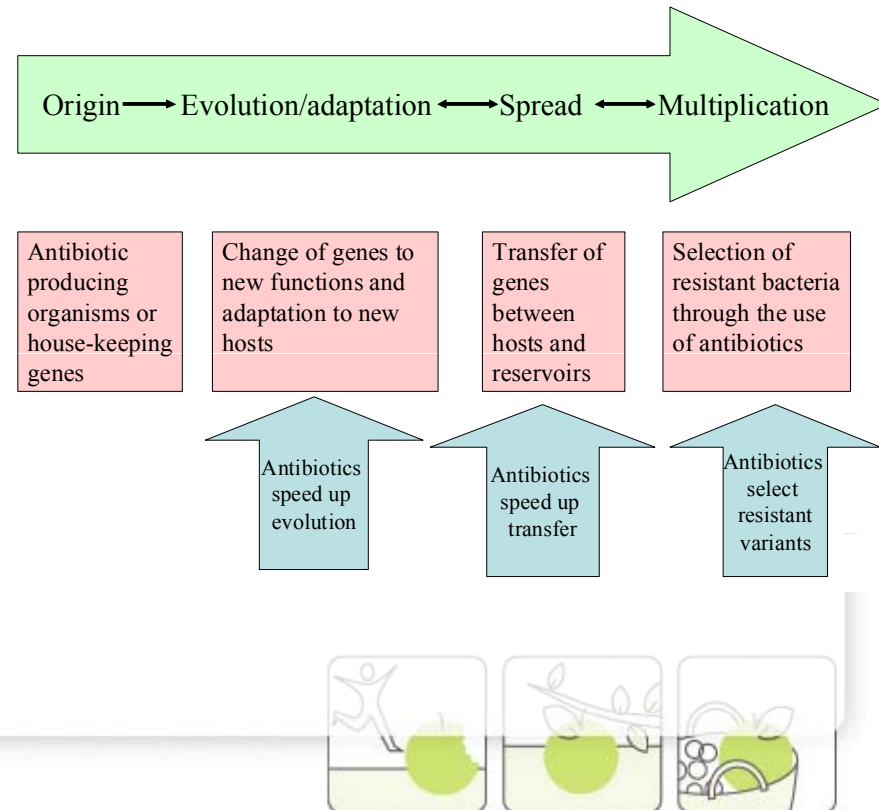 Origin → Evolution/adaptation ↔ Spread ↔ Multiplication
Antibiotic
producing
organisms or
house-keeping
genes
Change of genes to
new functions and
adaptation to new
hosts
Transfer of
genes
between
hosts and
reservoirs
Selection of
resistant bacteria
through the use
of antibiotics
Antibiotics
speed up
evolution
Antibiotics
speed up
transfer
Antibiotics
select
resistant
variants